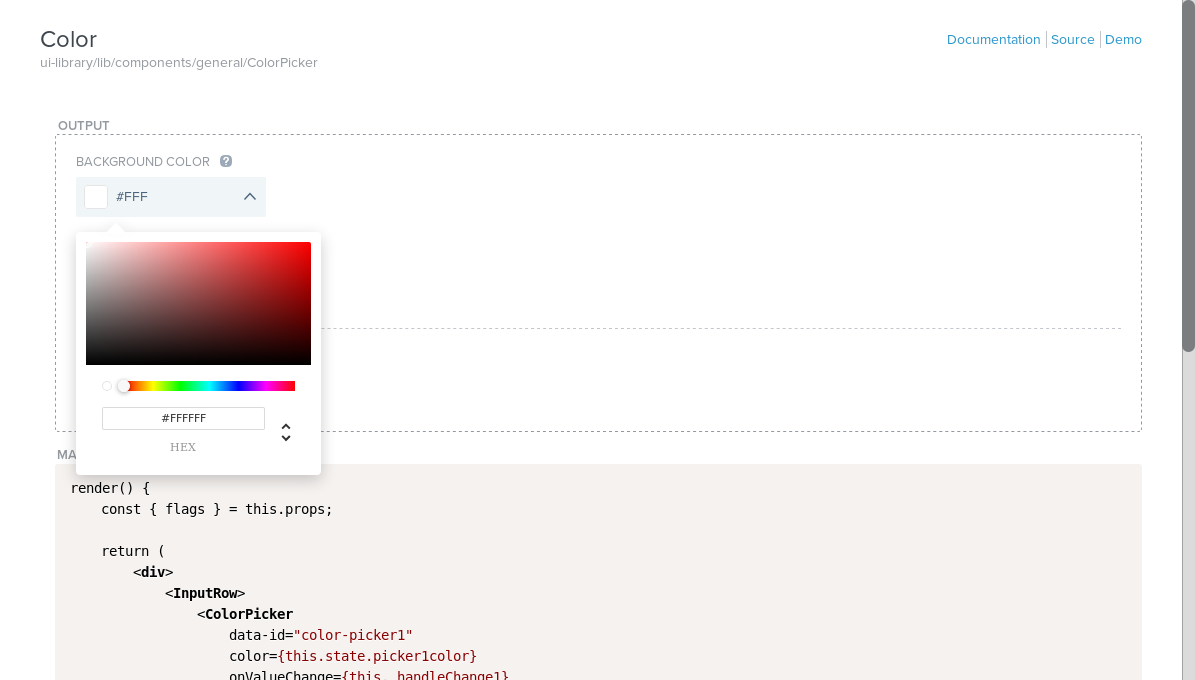 Color
Documentation Source Demo
ui-library/lib/components/general/ColorPicker
OUTPUT
BACKGROUND COLOR ?
#FFF
#FFFFFF
HEX
MA
render() {
const { flags } = this.props;
return (
<div>
<InputRow>
<ColorPicker
data-id="color-picker1"
color={this.state.picker1color}
onValueChange={this._handleChange1}